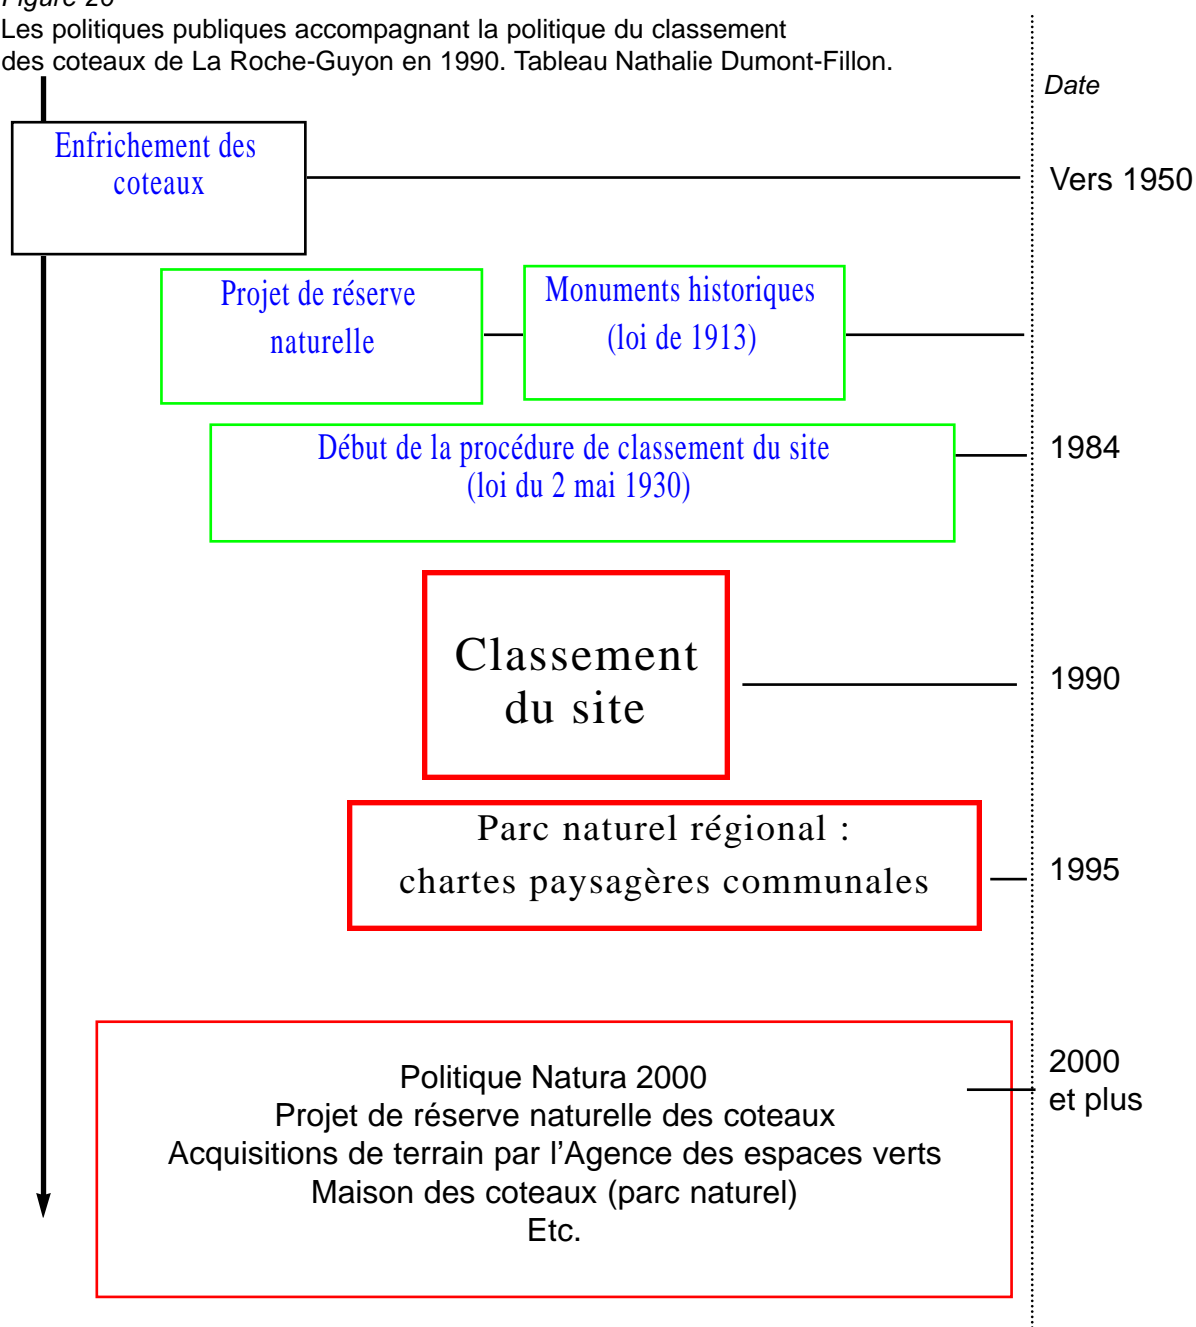 Les politiques publiques accompagnant la politique du classement
des coteaux de La Roche-Guyon en 1990. Tableau Nathalie Dumont-Fillon.
Date
Enfrichement des
coteaux
Vers 1950
Projet de réserve
naturelle
Monuments historiques
(loi de 1913)
Début de la procédure de classement du site
(loi du 2 mai 1930)
1984
Classement
du site
1990
Parc naturel régional :
chartes paysagères communales
1995
Politique Natura 2000
Projet de réserve naturelle des coteaux
Acquisitions de terrain par l'Agence des espaces verts
Maison des coteaux (parc naturel)
Etc.
2000
et plus